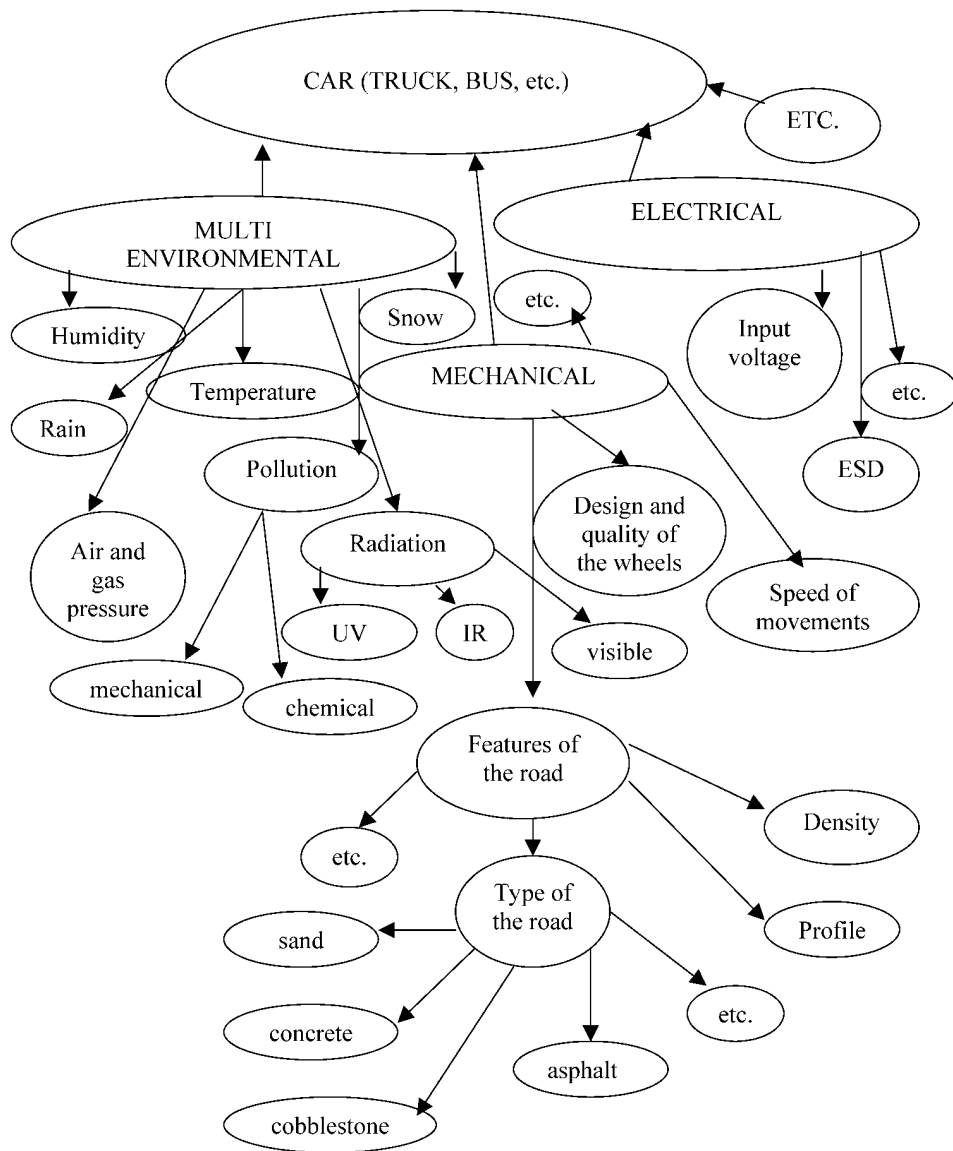 CAR (TRUCK, BUS, etc.)
ETC.
MULTI
ENVIRONMENTAL
ELECTRICAL
Humidity
Snow
etc.
Input
voltage
Temperature
MECHANICAL
etc.
Rain
Pollution
ESD
Air and
gas
pressure
Radiation
Design and
quality of
the wheels
Speed of
movements
UV
IR
visible
mechanical
chemical
Features of
the road
Density
etc.
Type of
the road
Profile
sand
concrete
etc.
asphalt
cobblestone